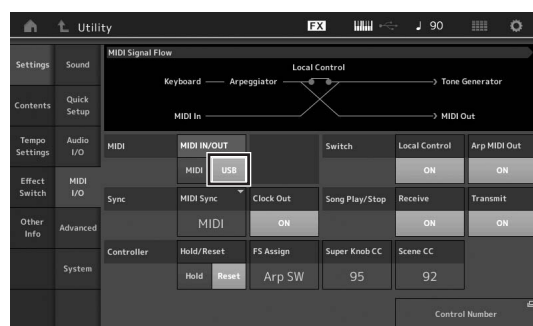 Utility FX 90
MIDI Signal Flow
Local Control
Keyboard Arpeggiator Tone Generator
MIDI In MIDI Out
Settings Sound
Contents Quick Setup
Tempo Settings Audio I/O
Effect Switch MIDI I/O
Other Info Advanced
System
MIDI MIDI IN/OUT Switch Local Control Arp MIDI Out
MIDI USB ON ON
Sync MIDI Sync Clock Out Song Play/Stop Receive Transmit
MIDI ON ON ON
Controller Hold/Reset FS Assign Super Knob CC Scene CC
Hold Reset Arp SW 95 92
Control Number